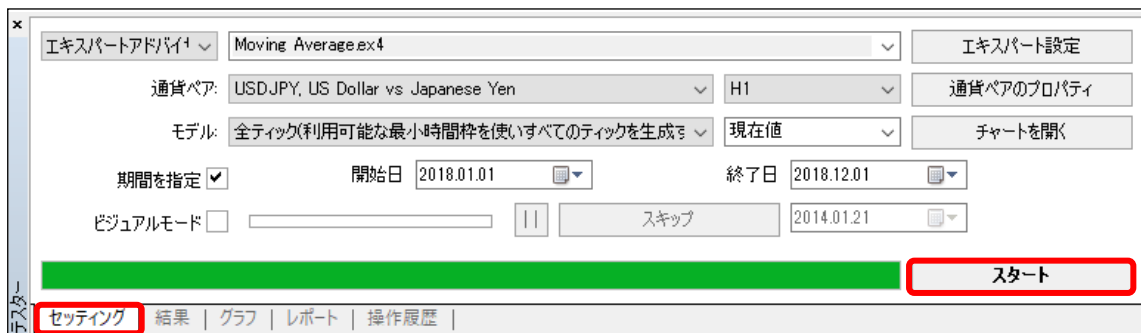 エキスパートアドバイザ Moving Average.ex4 エキスパート設定
通貨ペア: USDJPY, US Dollar vs Japanese Yen H1 通貨ペアのプロパティ
モデル: 全ティック(利用可能な最小時間枠を使いすべてのティックを生成す 現在値 チャートを開く
期間を指定 開始日 2018.01.01 終了日 2018.12.01
ビジュアルモード スキップ 2014.01.21
スタート
テスター
セッティング | 結果 | グラフ | レポート | 操作履歴 |